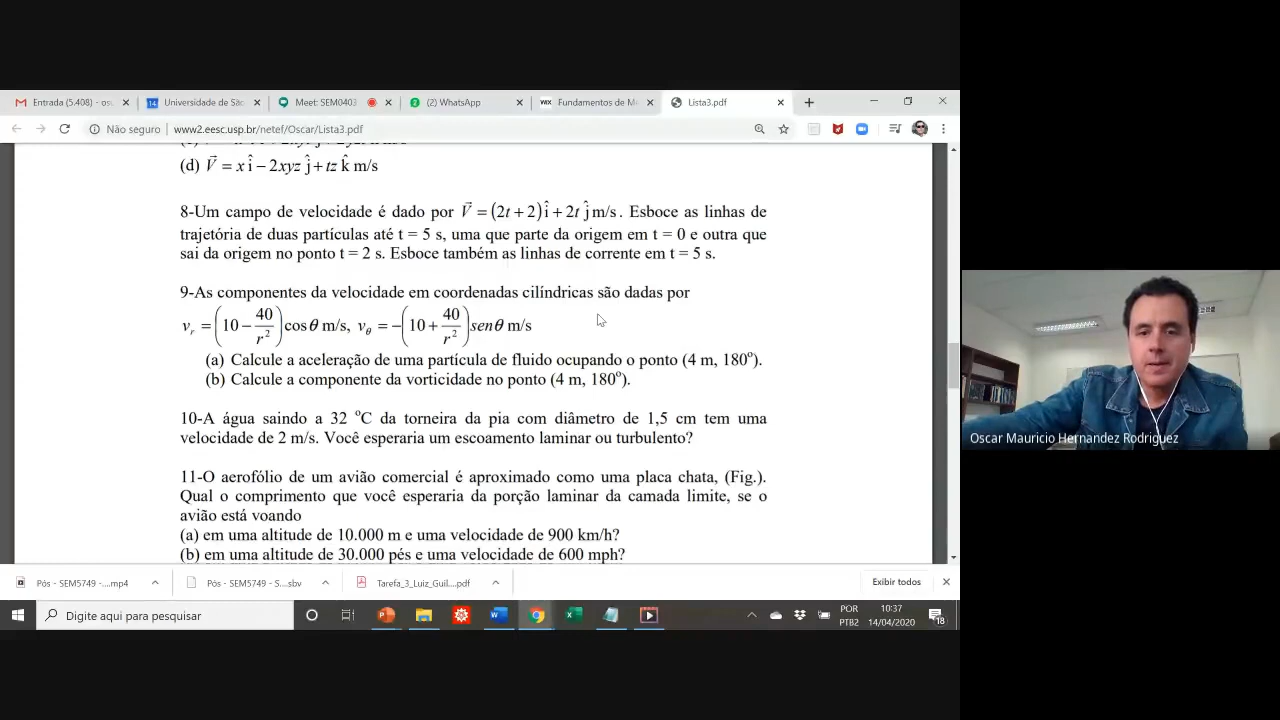 Entrada (5.408) - os
Universidade de São
Meet: SEM0403
(2) WhatsApp
WIX Fundamentos de M
Lista3.pdf
Não seguro | www2.eesc.usp.br/netef/Oscar/Lista3.pdf
(d) V⃗ = x î − 2xyz ĵ + tz k̂ m/s
8-Um campo de velocidade é dado por V⃗ = (2t + 2) î + 2t ĵ m/s . Esboce as linhas de
trajetória de duas partículas até t = 5 s, uma que parte da origem em t = 0 e outra que
sai da origem no ponto t = 2 s. Esboce também as linhas de corrente em t = 5 s.
9-As componentes da velocidade em coordenadas cilíndricas são dadas por
v_r = (10 − 40/r²) cosθ m/s, v_θ = −(10 + 40/r²) senθ m/s
(a) Calcule a aceleração de uma partícula de fluido ocupando o ponto (4 m, 180º).
(b) Calcule a componente da vorticidade no ponto (4 m, 180º).
10-A água saindo a 32 ºC da torneira da pia com diâmetro de 1,5 cm tem uma
velocidade de 2 m/s. Você esperaria um escoamento laminar ou turbulento?
11-O aerofólio de um avião comercial é aproximado como uma placa chata, (Fig.).
Qual o comprimento que você esperaria da porção laminar da camada limite, se o
avião está voando
(a) em uma altitude de 10.000 m e uma velocidade de 900 km/h?
(b) em uma altitude de 30.000 pés e uma velocidade de 600 mph?
Oscar Mauricio Hernandez Rodriguez
Pós - SEM5749 -....mp4
Pós - SEM5749 - S....sbv
Tarefa_3_Luiz_Guil....pdf
Exibir todos
Digite aqui para pesquisar
POR
PTB2
10:37
14/04/2020
18